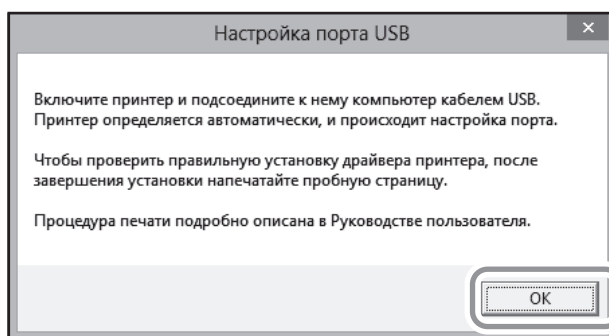 Настройка порта USB
Включите принтер и подсоедините к нему компьютер кабелем USB.
Принтер определяется автоматически, и происходит настройка порта.
Чтобы проверить правильную установку драйвера принтера, после
завершения установки напечатайте пробную страницу.
Процедура печати подробно описана в Руководстве пользователя.
OK